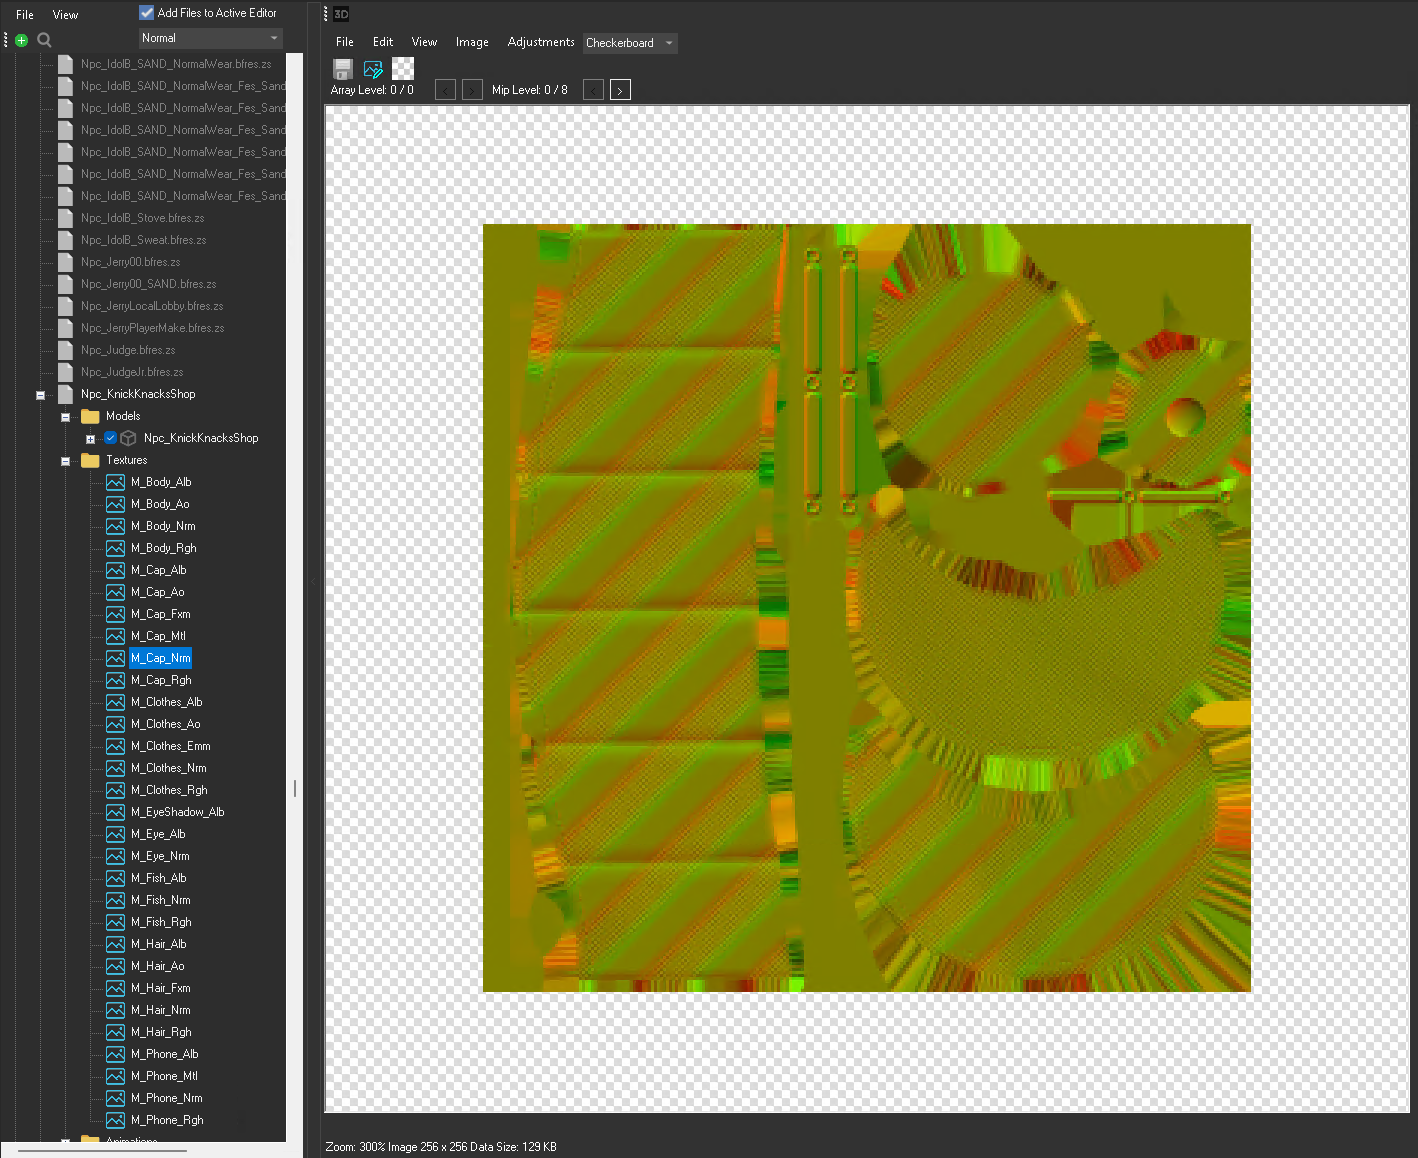 File View Add Files to Active Editor
Normal
Npc_IdolB_SAND_NormalWear.bfres.zs
Npc_IdolB_SAND_NormalWear_Fes_Sand
Npc_IdolB_SAND_NormalWear_Fes_Sand
Npc_IdolB_SAND_NormalWear_Fes_Sand
Npc_IdolB_SAND_NormalWear_Fes_Sand
Npc_IdolB_SAND_NormalWear_Fes_Sand
Npc_IdolB_SAND_NormalWear_Fes_Sand
Npc_IdolB_Stove.bfres.zs
Npc_IdolB_Sweat.bfres.zs
Npc_Jerry00.bfres.zs
Npc_Jerry00_SAND.bfres.zs
Npc_JerryLocalLobby.bfres.zs
Npc_JerryPlayerMake.bfres.zs
Npc_Judge.bfres.zs
Npc_JudgeJr.bfres.zs
Npc_KnickKnacksShop
Models
Npc_KnickKnacksShop
Textures
M_Body_Alb
M_Body_Ao
M_Body_Nrm
M_Body_Rgh
M_Cap_Alb
M_Cap_Ao
M_Cap_Fxm
M_Cap_Mtl
M_Cap_Nrm
M_Cap_Rgh
M_Clothes_Alb
M_Clothes_Ao
M_Clothes_Emm
M_Clothes_Nrm
M_Clothes_Rgh
M_EyeShadow_Alb
M_Eye_Alb
M_Eye_Nrm
M_Fish_Alb
M_Fish_Nrm
M_Fish_Rgh
M_Hair_Alb
M_Hair_Ao
M_Hair_Fxm
M_Hair_Nrm
M_Hair_Rgh
M_Phone_Alb
M_Phone_Mtl
M_Phone_Nrm
M_Phone_Rgh
Animations
3D
File Edit View Image Adjustments Checkerboard
Array Level: 0 / 0 < > Mip Level: 0 / 8 < >
Zoom: 300% Image 256 x 256 Data Size: 129 KB